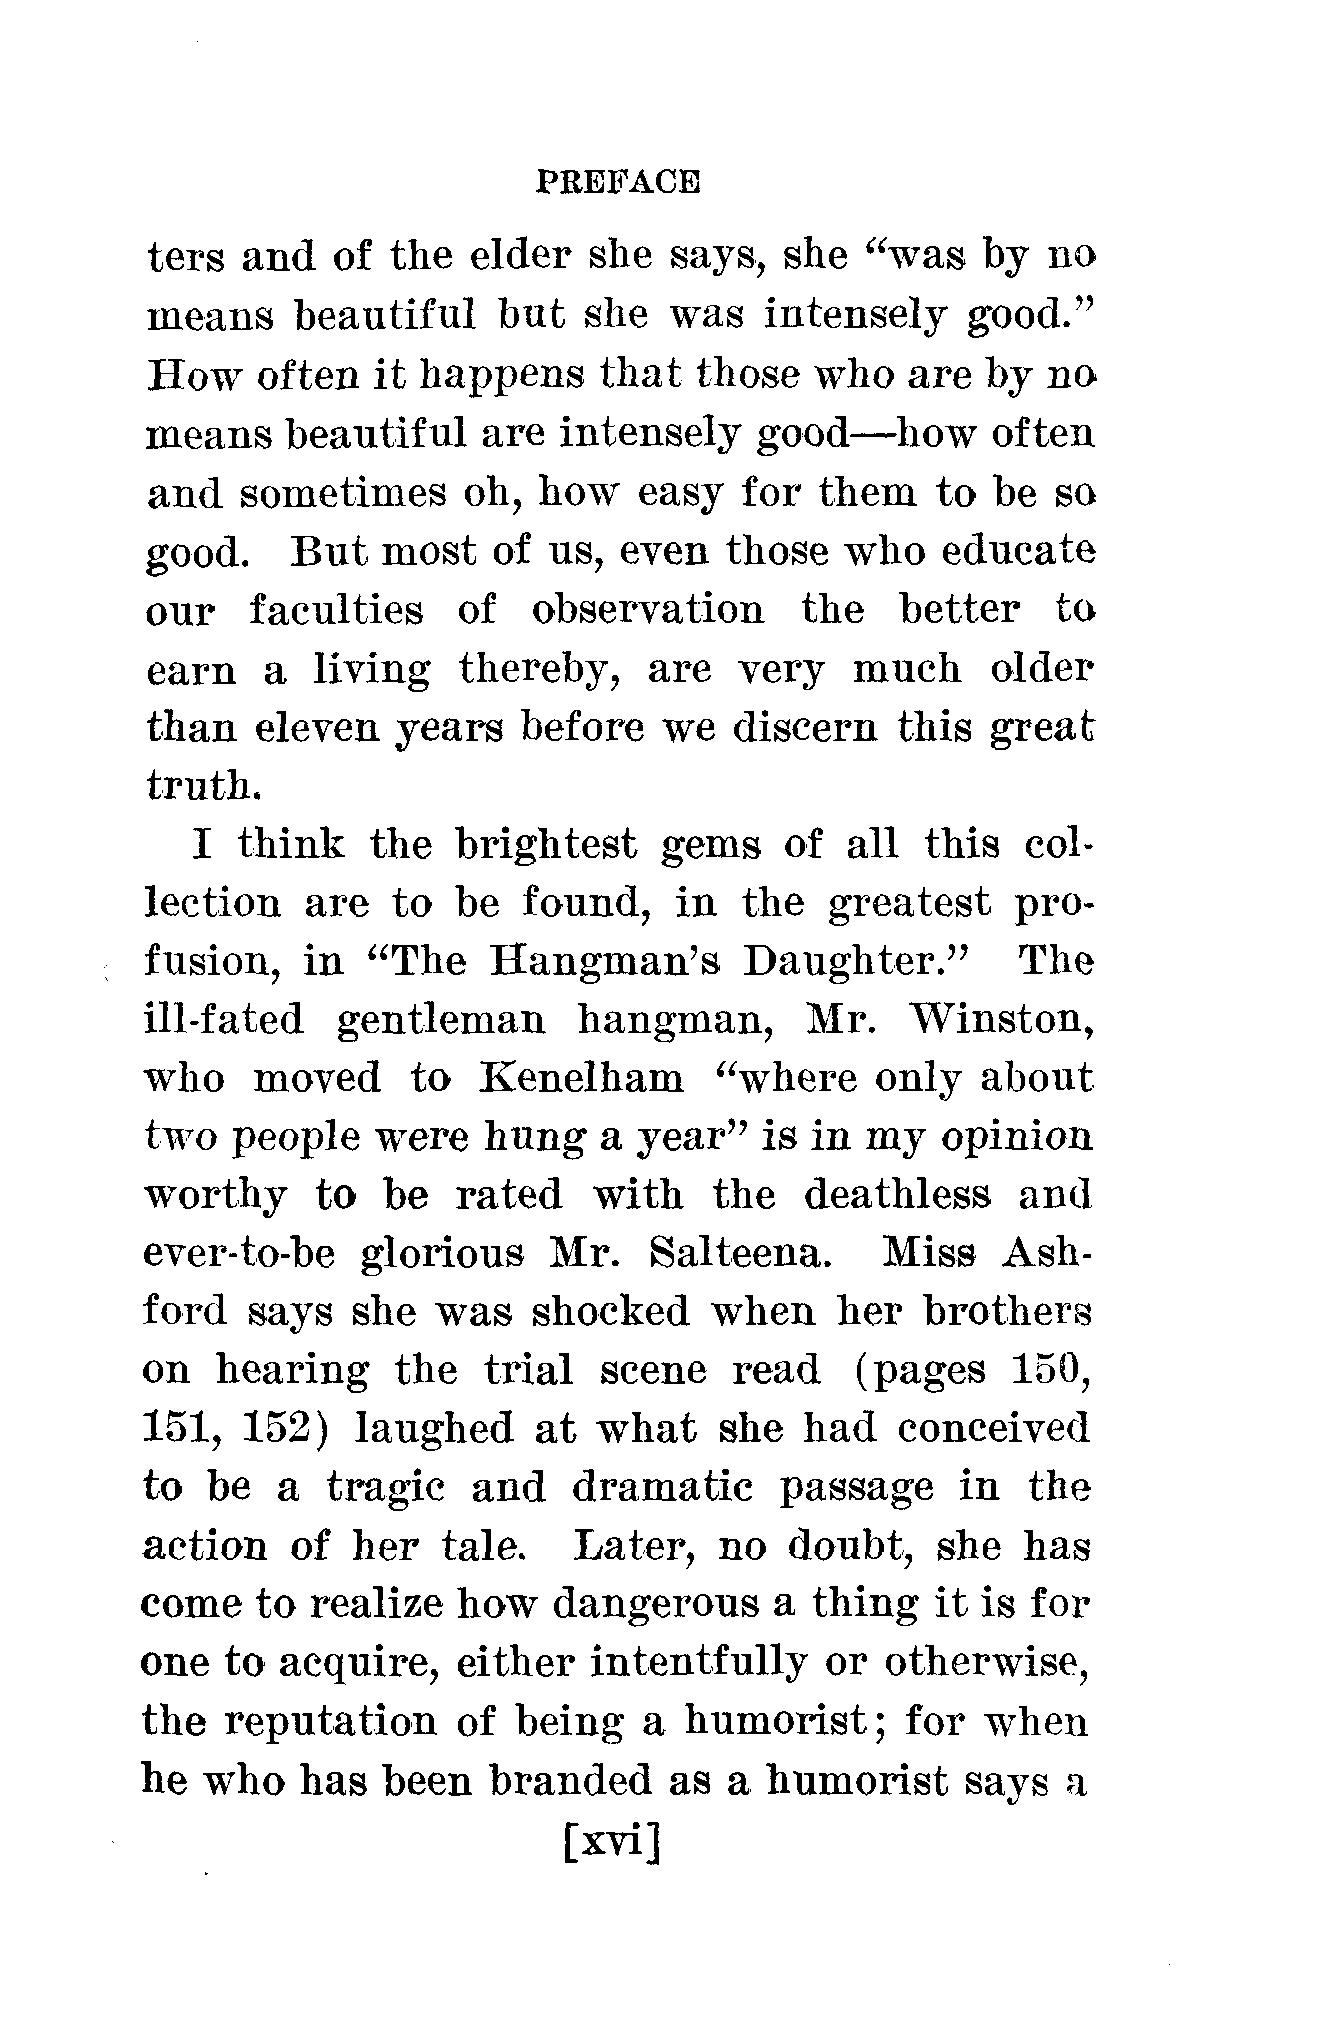 PREFACE
ters and of the elder she says, she “was by no
means beautiful but she was intensely good.”
How often it happens that those who are by no
means beautiful are intensely good—how often
and sometimes oh, how easy for them to be so
good. But most of us, even those who educate
our faculties of observation the better to
earn a living thereby, are very much older
than eleven years before we discern this great
truth.
I think the brightest gems of all this col-
lection are to be found, in the greatest pro-
fusion, in “The Hangman’s Daughter.” The
ill-fated gentleman hangman, Mr. Winston,
who moved to Kenelham “where only about
two people were hung a year” is in my opinion
worthy to be rated with the deathless and
ever-to-be glorious Mr. Salteena. Miss Ash-
ford says she was shocked when her brothers
on hearing the trial scene read (pages 150,
151, 152) laughed at what she had conceived
to be a tragic and dramatic passage in the
action of her tale. Later, no doubt, she has
come to realize how dangerous a thing it is for
one to acquire, either intentfully or otherwise,
the reputation of being a humorist; for when
he who has been branded as a humorist says a
[xvi]